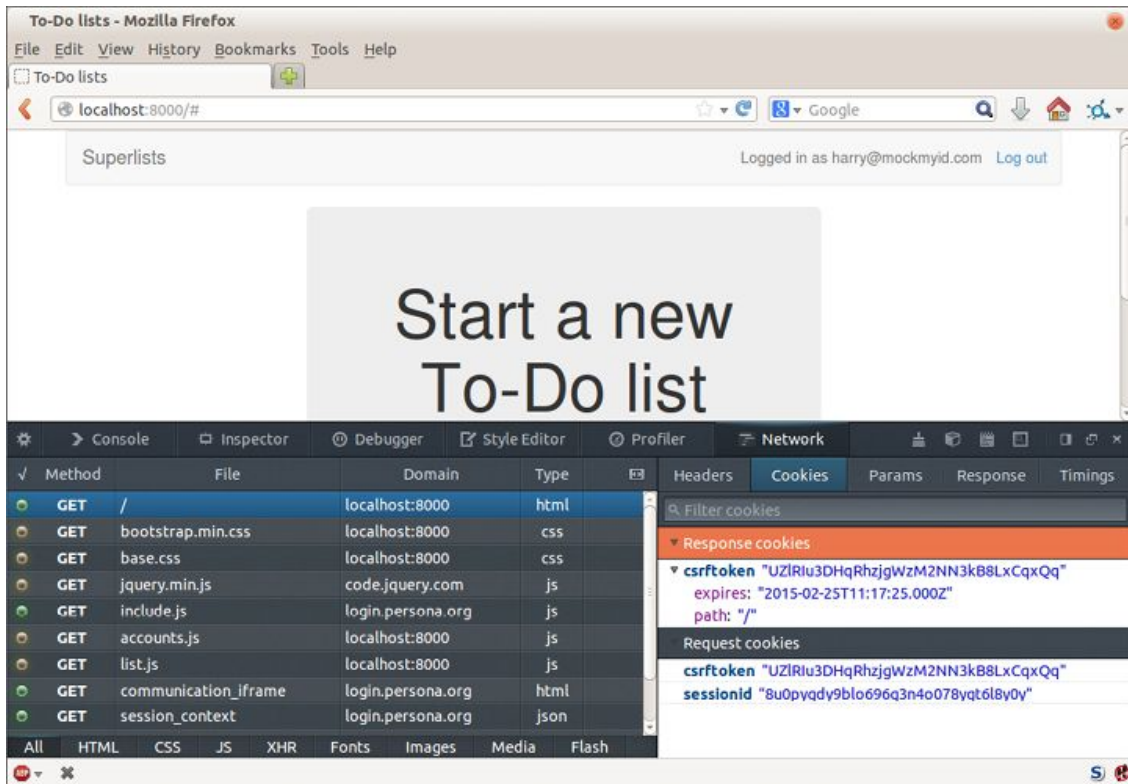 To-Do lists - Mozilla Firefox
File Edit View History Bookmarks Tools Help
To-Do lists
localhost:8000/# Google
Superlists Logged in as harry@mockmyid.com Log out
Start a new
To-Do list
Console Inspector Debugger Style Editor Profiler Network
√ Method File Domain Type Headers Cookies Params Response Timings
GET / localhost:8000 html Filter cookies
GET bootstrap.min.css localhost:8000 css Response cookies
GET base.css localhost:8000 css csrftoken "UZlRIu3DHqRhzjgWzM2NN3kB8LxCqxQq"
GET jquery.min.js code.jquery.com js expires: "2015-02-25T11:17:25.000Z"
GET include.js login.persona.org js path: "/"
GET accounts.js localhost:8000 js Request cookies
GET list.js localhost:8000 js csrftoken "UZlRIu3DHqRhzjgWzM2NN3kB8LxCqxQq"
GET communication_iframe login.persona.org html sessionid "8u0pyqdy9blo696q3n4o078yqt6l8y0y"
GET session_context login.persona.org json
All HTML CSS JS XHR Fonts Images Media Flash
ABP S